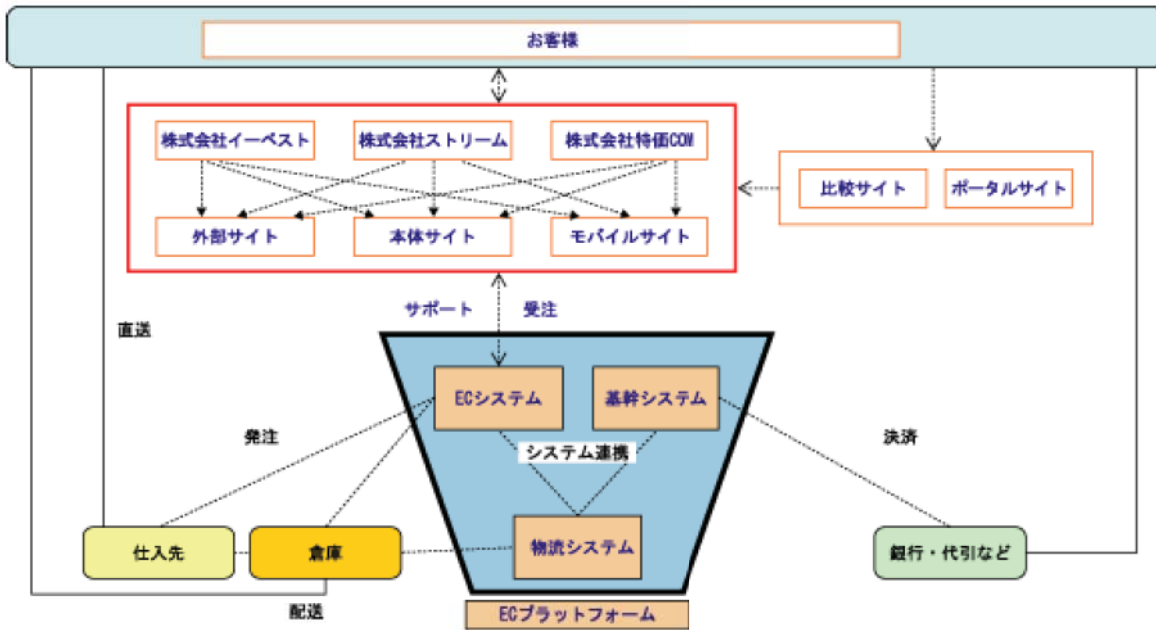 お客様
株式会社イーベスト
株式会社ストリーム
株式会社特価COM
比較サイト
ポータルサイト
外部サイト
本体サイト
モバイルサイト
サポート
受注
直送
ECシステム
基幹システム
発注
決済
システム連携
仕入先
倉庫
物流システム
銀行・代引など
配送
ECプラットフォーム